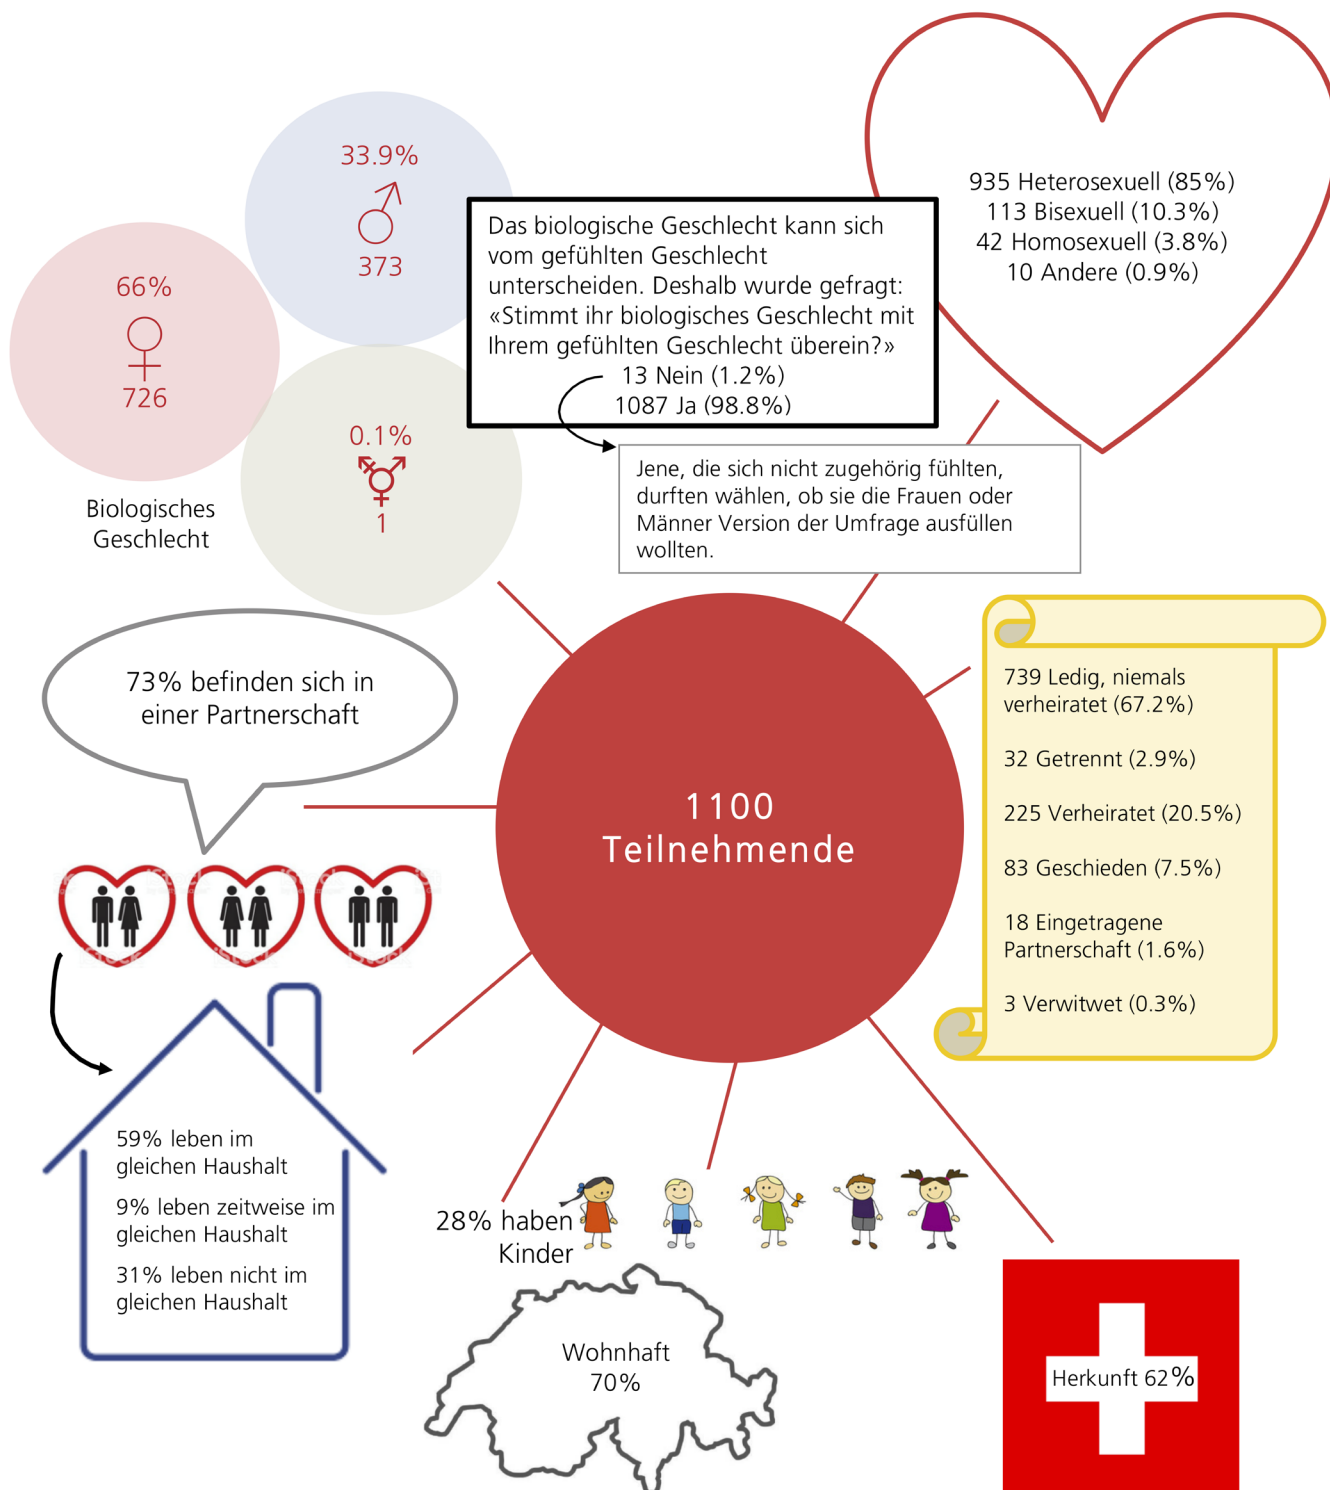 33.9%
373
66%
726
0.1%
1
Biologisches
Geschlecht
Das biologische Geschlecht kann sich
vom gefühlten Geschlecht
unterscheiden. Deshalb wurde gefragt:
«Stimmt ihr biologisches Geschlecht mit
Ihrem gefühlten Geschlecht überein?»
13 Nein (1.2%)
1087 Ja (98.8%)
Jene, die sich nicht zugehörig fühlten,
durften wählen, ob sie die Frauen oder
Männer Version der Umfrage ausfüllen
wollten.
935 Heterosexuell (85%)
113 Bisexuell (10.3%)
42 Homosexuell (3.8%)
10 Andere (0.9%)
73% befinden sich in
einer Partnerschaft
1100
Teilnehmende
739 Ledig, niemals
verheiratet (67.2%)
32 Getrennt (2.9%)
225 Verheiratet (20.5%)
83 Geschieden (7.5%)
18 Eingetragene
Partnerschaft (1.6%)
3 Verwitwet (0.3%)
59% leben im
gleichen Haushalt
9% leben zeitweise im
gleichen Haushalt
31% leben nicht im
gleichen Haushalt
28% haben
Kinder
Wohnhaft
70%
Herkunft 62%